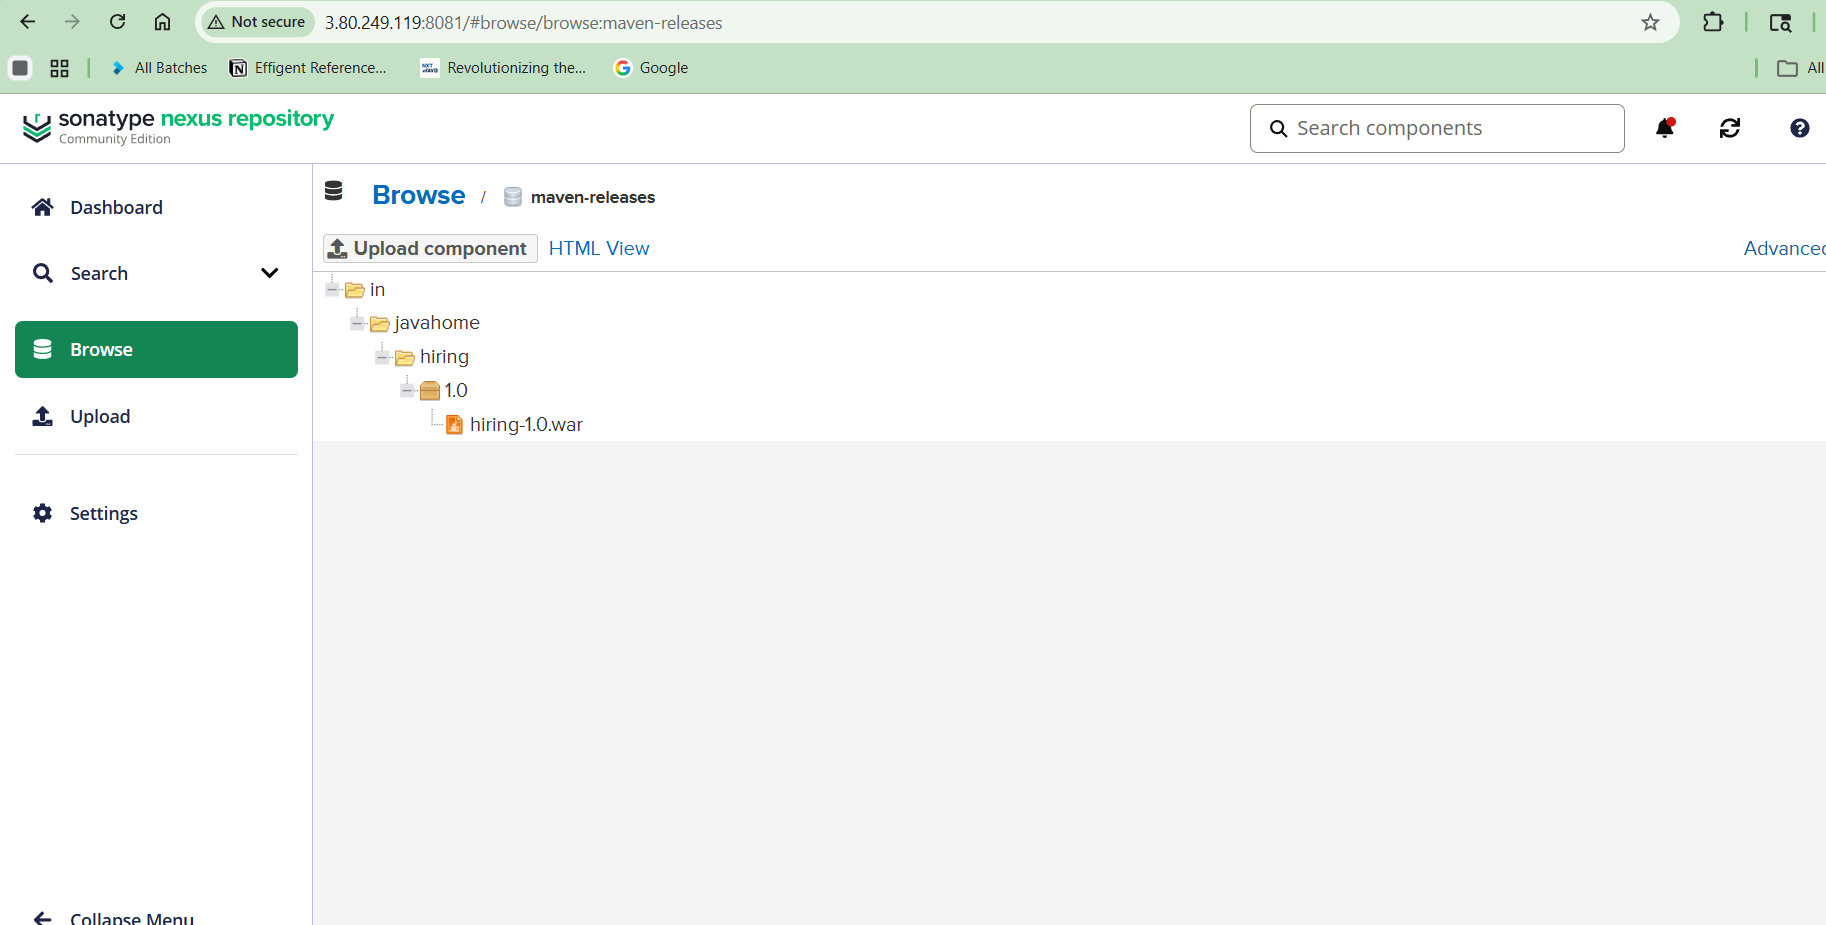 Not secure 3.80.249.119:8081/#browse/browse:maven-releases
All Batches Effigent Reference... Revolutionizing the... Google All
sonatype nexus repository
Community Edition
Search components
Dashboard
Search
Browse
Upload
Settings
Collapse Menu
Browse / maven-releases
Upload component HTML View Advanced
in
javahome
hiring
1.0
hiring-1.0.war